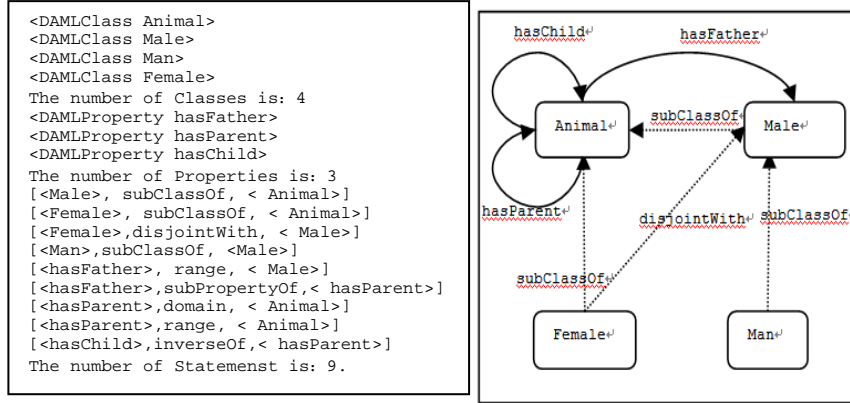 <DAMLClass Animal>
<DAMLClass Male>
<DAMLClass Man>
<DAMLClass Female>
The number of Classes is: 4
<DAMLProperty hasFather>
<DAMLProperty hasParent>
<DAMLProperty hasChild>
The number of Properties is: 3
[<Male>, subClassOf, < Animal>]
[<Female>, subClassOf, < Animal>]
[<Female>,disjointWith, < Male>]
[<Man>,subClassOf, <Male>]
[<hasFather>, range, < Male>]
[<hasFather>,subPropertyOf,< hasParent>]
[<hasParent>,domain, < Animal>]
[<hasParent>,range, < Animal>]
[<hasChild>,inverseOf,< hasParent>]
The number of Statemenst is: 9.
hasChild↵
hasFather↵
subClassOf↵
Animal↵
Male↵
hasParent↵
disjointWith↵
subClassOf↵
subClassOf↵
Female↵
Man↵